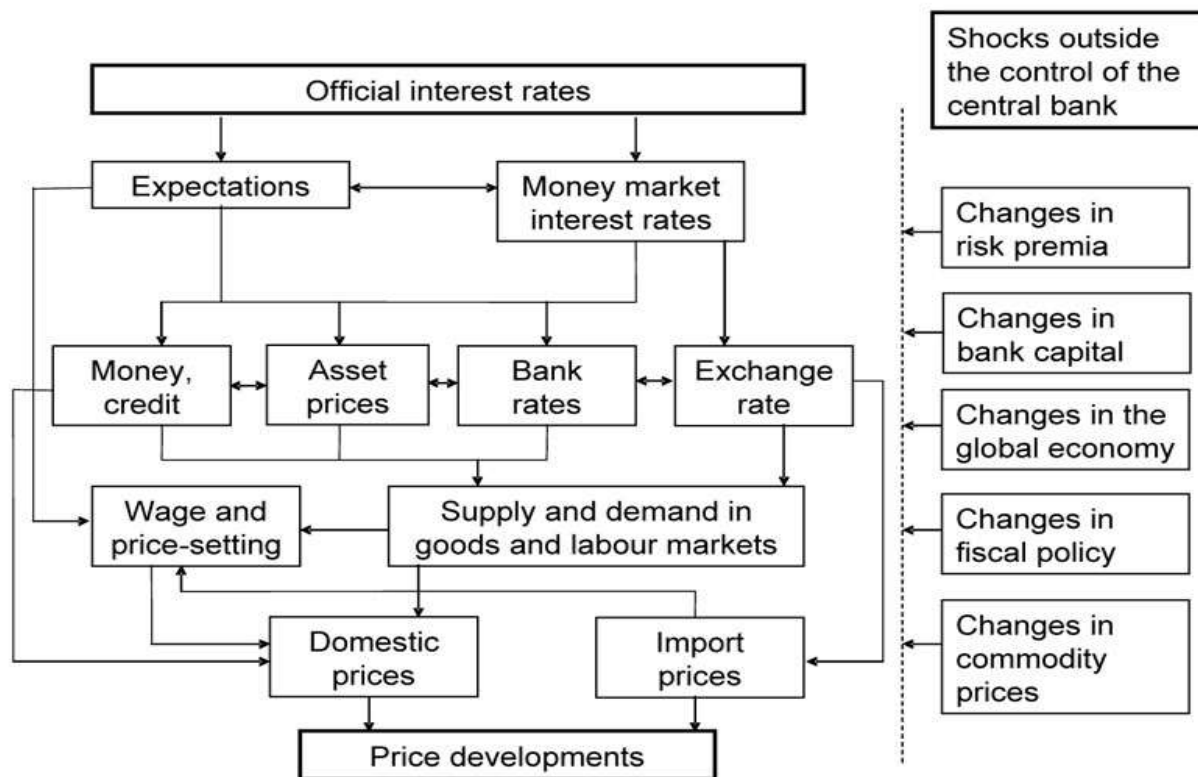 Official interest rates
Expectations
Money market
interest rates
Money,
credit
Asset
prices
Bank
rates
Exchange
rate
Wage and
price-setting
Supply and demand in
goods and labour markets
Domestic
prices
Import
prices
Price developments
Shocks outside
the control of the
central bank
Changes in
risk premia
Changes in
bank capital
Changes in the
global economy
Changes in
fiscal policy
Changes in
commodity
prices